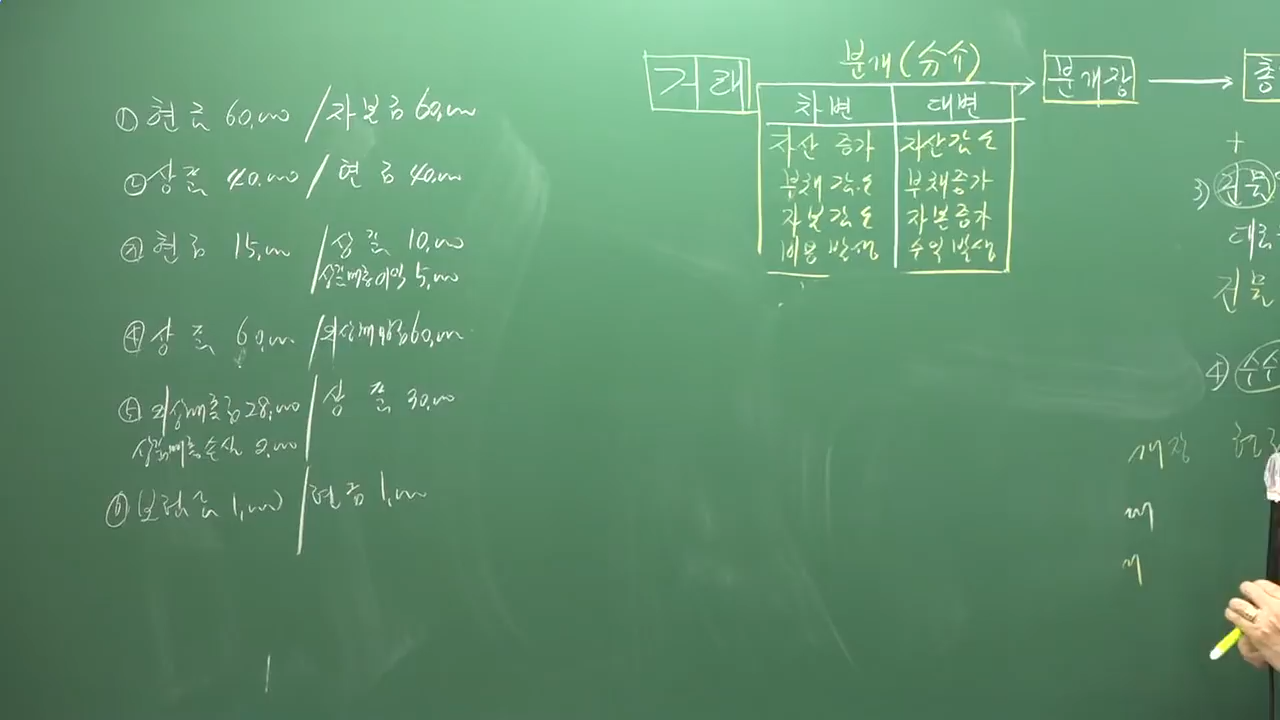 ① 현금 60,000 / 자본금 60,000
② 상품 40,000 / 현금 40,000
③ 현금 15,000 / 상품 10,000
상품매출이익 5,000
④ 상품 60,000 / 외상매입금 60,000
⑤ 외상매출금 28,000 / 상품 30,000
상품매출손실 2,000
⑥ 보험료 1,000 / 현금 1,000
거래
분개(分介)
분개장
총
차변 대변
자산 증가 자산감소
부채감소 부채증가
자본감소 자본증가
비용발생 수익발생
+
3) 건물
대
건물
4) 수수